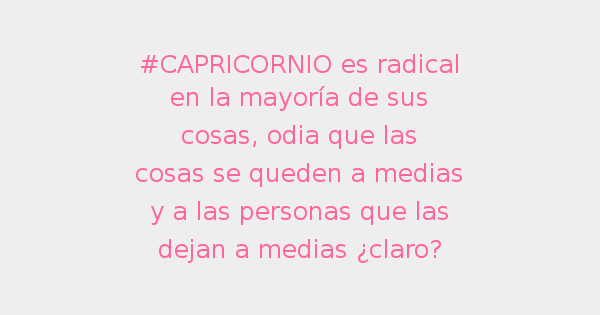 #CAPRICORNIO es radical
en la mayoría de sus
cosas, odia que las
cosas se queden a medias
y a las personas que las
dejan a medias ¿claro?